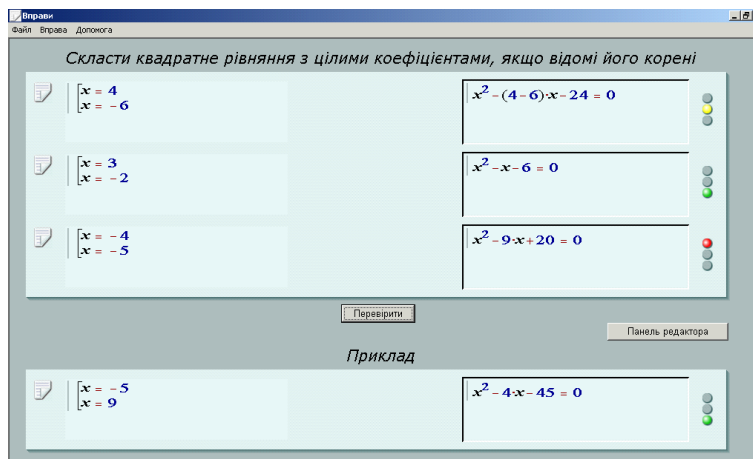 Вправи
Файл Вправа Допомога
Скласти квадратне рівняння з цілими коефіцієнтами, якщо відомі його корені
x = 4
x = −6
x² − (4−6)·x − 24 = 0
x = 3
x = −2
x² − x − 6 = 0
x = −4
x = −5
x² − 9·x + 20 = 0
Перевірити
Панель редактора
Приклад
x = −5
x = 9
x² − 4·x − 45 = 0